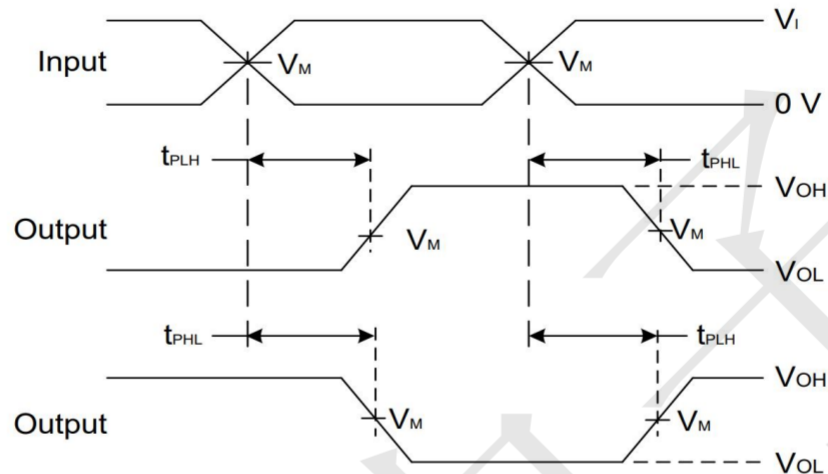 VI
Input VM VM
0 V
tPLH tPHL
VOH
Output VM VM
VOL
tPHL tPLH
VOH
Output VM VM
VOL